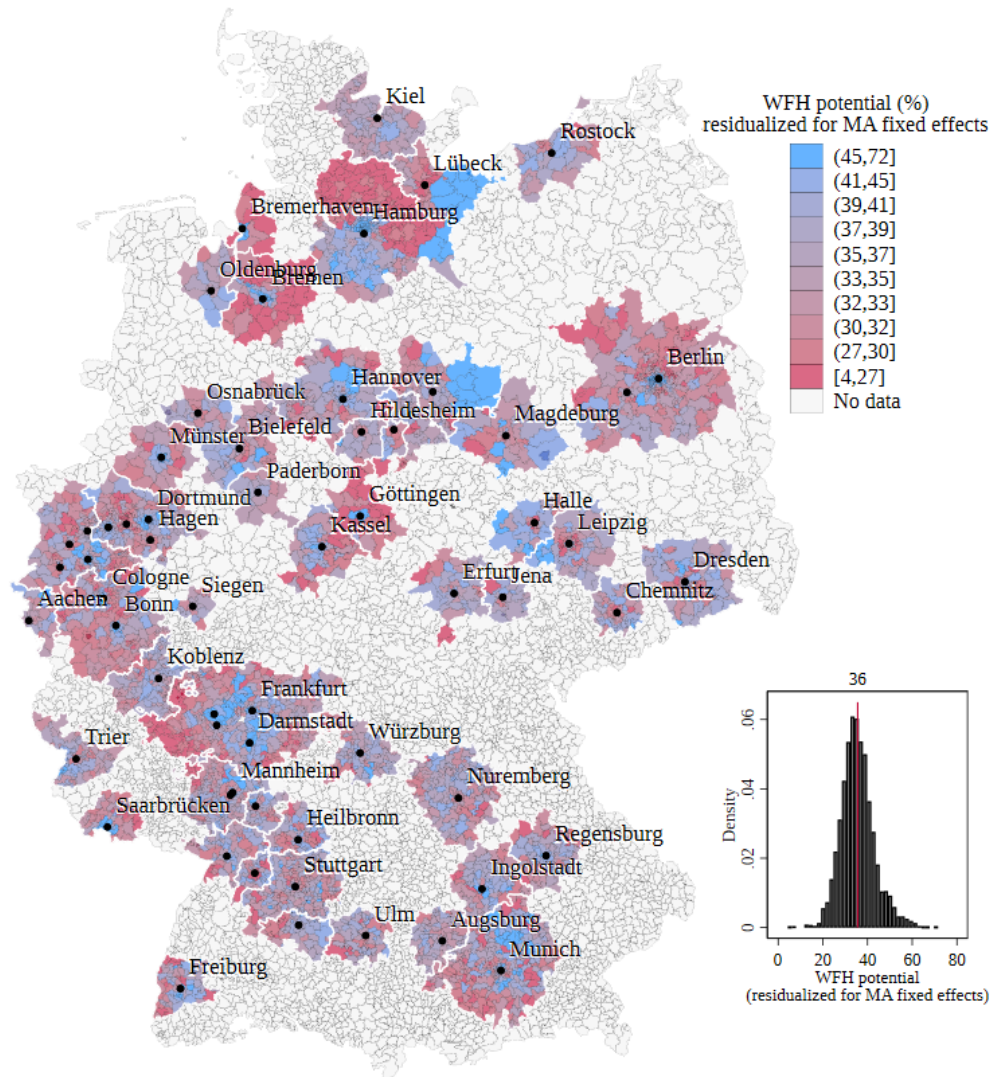 Kiel
WFH potential (%)
residualized for MA fixed effects
Rostock
(45,72]
Lübeck
(41,45]
(39,41]
Bremerhaven
Hamburg
(37,39]
(35,37]
Oldenburg
Bremen
(33,35]
(32,33]
(30,32]
(27,30]
Berlin
[4,27]
Hannover
No data
Osnabrück
Hildesheim
Magdeburg
Bielefeld
Münster
Paderborn
Dortmund
Göttingen
Halle
Hagen
Kassel
Leipzig
Dresden
Cologne
Siegen
Erfurt
Jena
Chemnitz
Aachen
Bonn
Koblenz
Frankfurt
36
Darmstadt
Würzburg
Trier
Mannheim
Nuremberg
Saarbrücken
Heilbronn
Regensburg
Stuttgart
Ingolstadt
Ulm
Augsburg
Munich
Freiburg
.06
.04
.02
0
Density
0 20 40 60 80
WFH potential
(residualized for MA fixed effects)